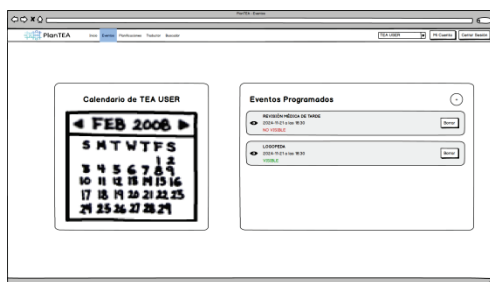 PlanTEA - Eventos
PlanTEA Inicio Eventos Planificaciones Traductor Buscador TEA USER Mi Cuenta Cerrar Sesión
Calendario de TEA USER
FEB 2008
S M T W T F S
1 2
3 4 5 6 7 8 9
10 11 12 13 14 15 16
17 18 19 20 21 22 23
24 25 26 27 28 29
Eventos Programados
+
REVISIÓN MÉDICA DE TARDE
2024-11-21 a las 18:30
NO VISIBLE
Borrar
LOGOPEDA
2024-11-21 a las 18:30
VISIBLE
Borrar